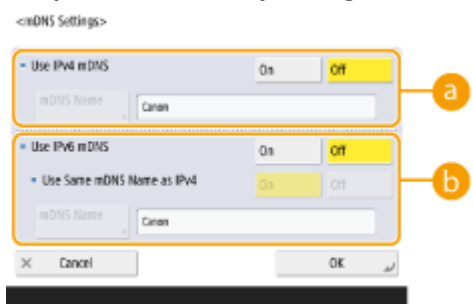 <mDNS Settings>
Use IPv4 mDNS On Off
mDNS Name Canon
a
Use IPv6 mDNS On Off
Use Same mDNS Name as IPv4 On Off
mDNS Name Canon
b
Cancel OK